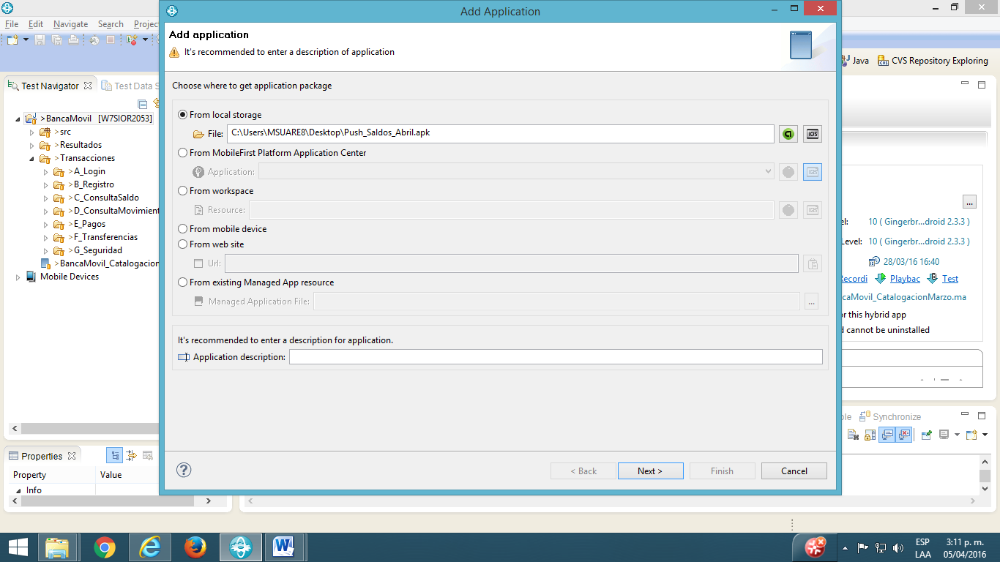 Add Application
File Edit Navigate Search Projec
Add application
It's recommended to enter a description of application
Java CVS Repository Exploring
Test Navigator Test Data S
Choose where to get application package
>BancaMovil [W7SIOR2053]
>src
>Resultados
>Transacciones
>A_Login
>B_Registro
>C_ConsultaSaldo
>D_ConsultaMovimient
>E_Pagos
>F_Transferencias
>G_Seguridad
>BancaMovil_Catalogacion
Mobile Devices
From local storage
File: C:\Users\MSUARE8\Desktop\Push_Saldos_Abril.apk
From MobileFirst Platform Application Center
Application:
From workspace
Resource:
From mobile device
From web site
Url:
From existing Managed App resource
Managed Application File: ...
It's recommended to enter a description for application.
Application description:
< Back Next > Finish Cancel
...
el: 10 ( Gingerbr...droid 2.3.3 )
Level: 10 ( Gingerbr...droid 2.3.3 )
28/03/16 16:40
Recordi Playbac Test
caMovil_CatalogacionMarzo.ma
or this hybrid app
d cannot be uninstalled
ble Synchronize
Properties
Property Value
Info
ESP
LAA
3:11 p. m.
05/04/2016